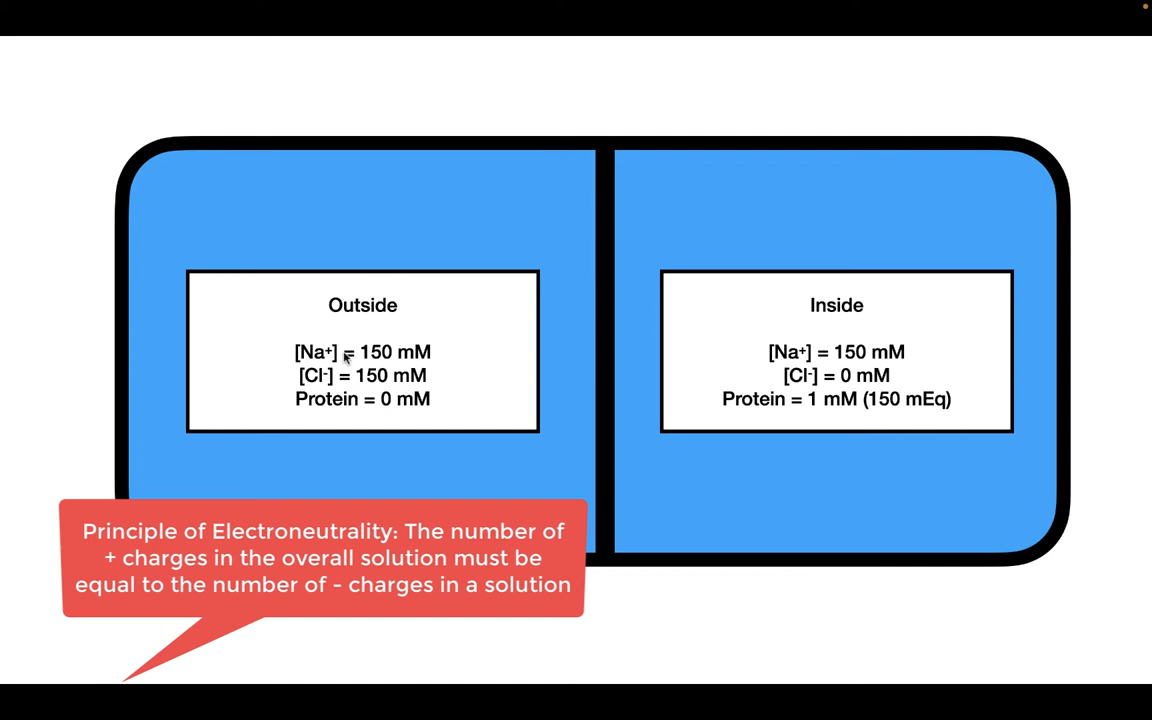 Outside
[Na⁺] = 150 mM
[Cl⁻] = 150 mM
Protein = 0 mM
Inside
[Na⁺] = 150 mM
[Cl⁻] = 0 mM
Protein = 1 mM (150 mEq)
Principle of Electroneutrality: The number of
+ charges in the overall solution must be
equal to the number of - charges in a solution